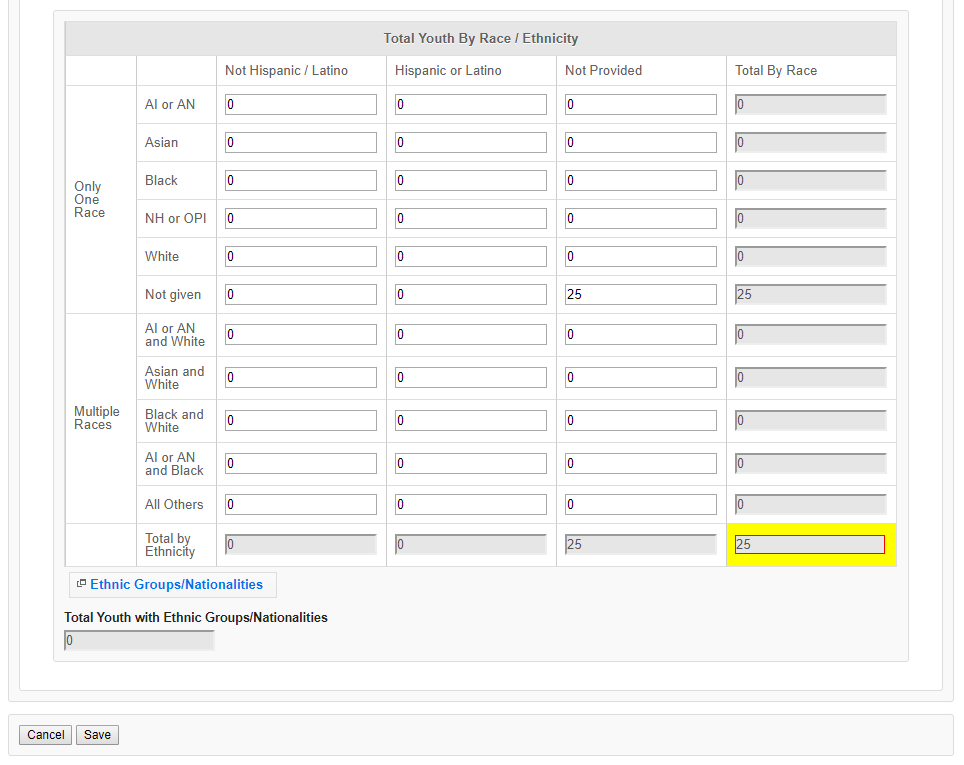 Total Youth By Race / Ethnicity
Not Hispanic / Latino Hispanic or Latino Not Provided Total By Race
Only
One
Race
AI or AN 0 0 0 0
Asian 0 0 0 0
Black 0 0 0 0
NH or OPI 0 0 0 0
White 0 0 0 0
Not given 0 0 25 25
Multiple
Races
AI or AN
and White 0 0 0 0
Asian and
White 0 0 0 0
Black and
White 0 0 0 0
AI or AN
and Black 0 0 0 0
All Others 0 0 0 0
Total by
Ethnicity 0 0 25 25
Ethnic Groups/Nationalities
Total Youth with Ethnic Groups/Nationalities
0
Cancel Save